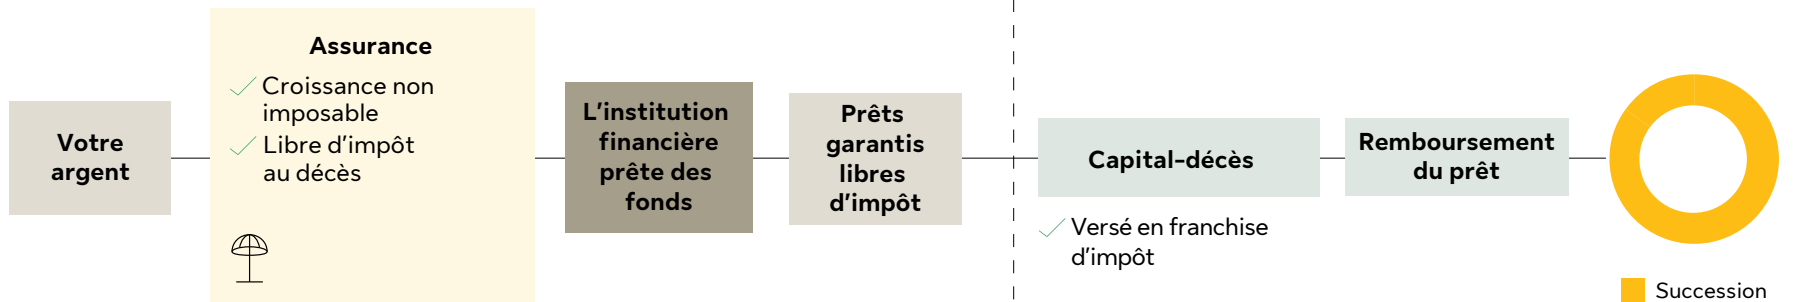 Votre
argent
Assurance
Croissance non
imposable
Libre d’impôt
au décès
L’institution
financière
prête des
fonds
Prêts
garantis
libres
d’impôt
Capital-décès
Versé en franchise
d’impôt
Remboursement
du prêt
Succession